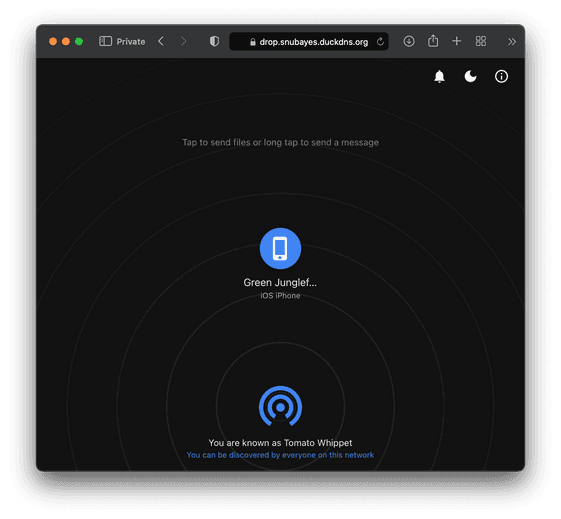 Private
drop.snubayes.duckdns.org
Tap to send files or long tap to send a message
Green Junglef...
iOS iPhone
You are known as Tomato Whippet
You can be discovered by everyone on this network